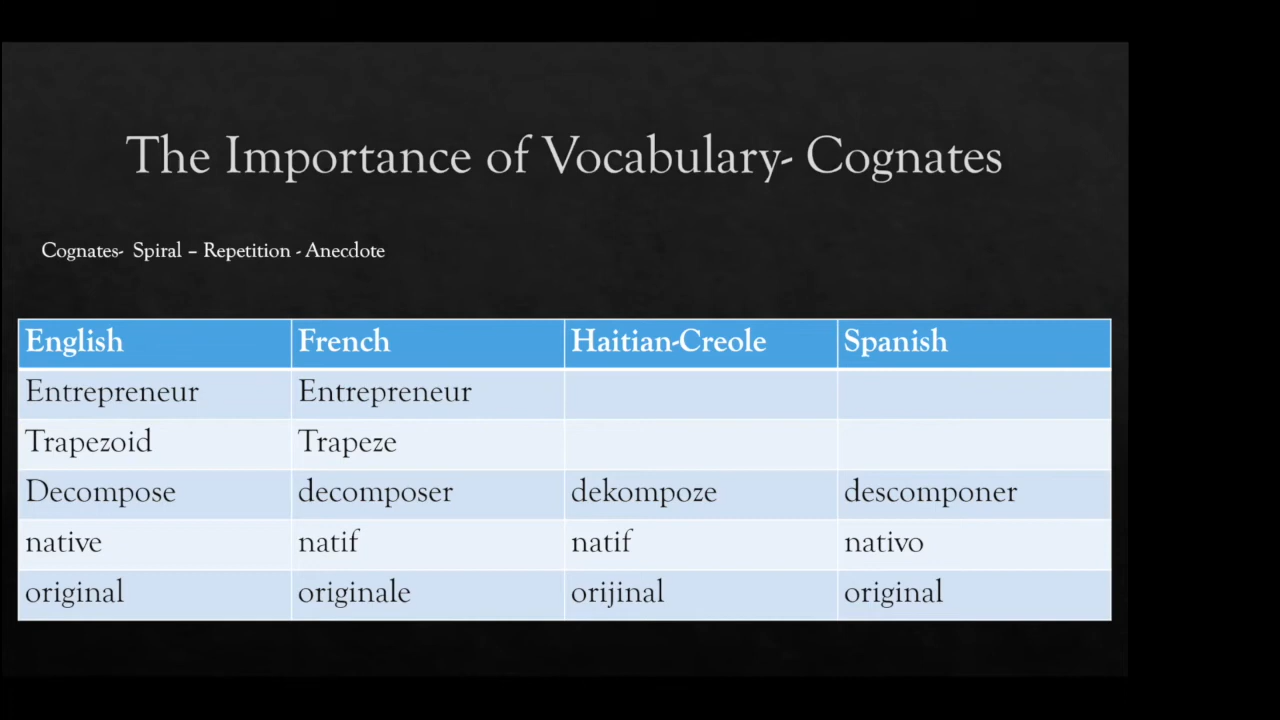 The Importance of Vocabulary- Cognates
Cognates- Spiral – Repetition - Anecdote
English French Haitian-Creole Spanish
Entrepreneur Entrepreneur
Trapezoid Trapeze
Decompose decomposer dekompoze descomponer
native natif natif nativo
original originale orijinal original